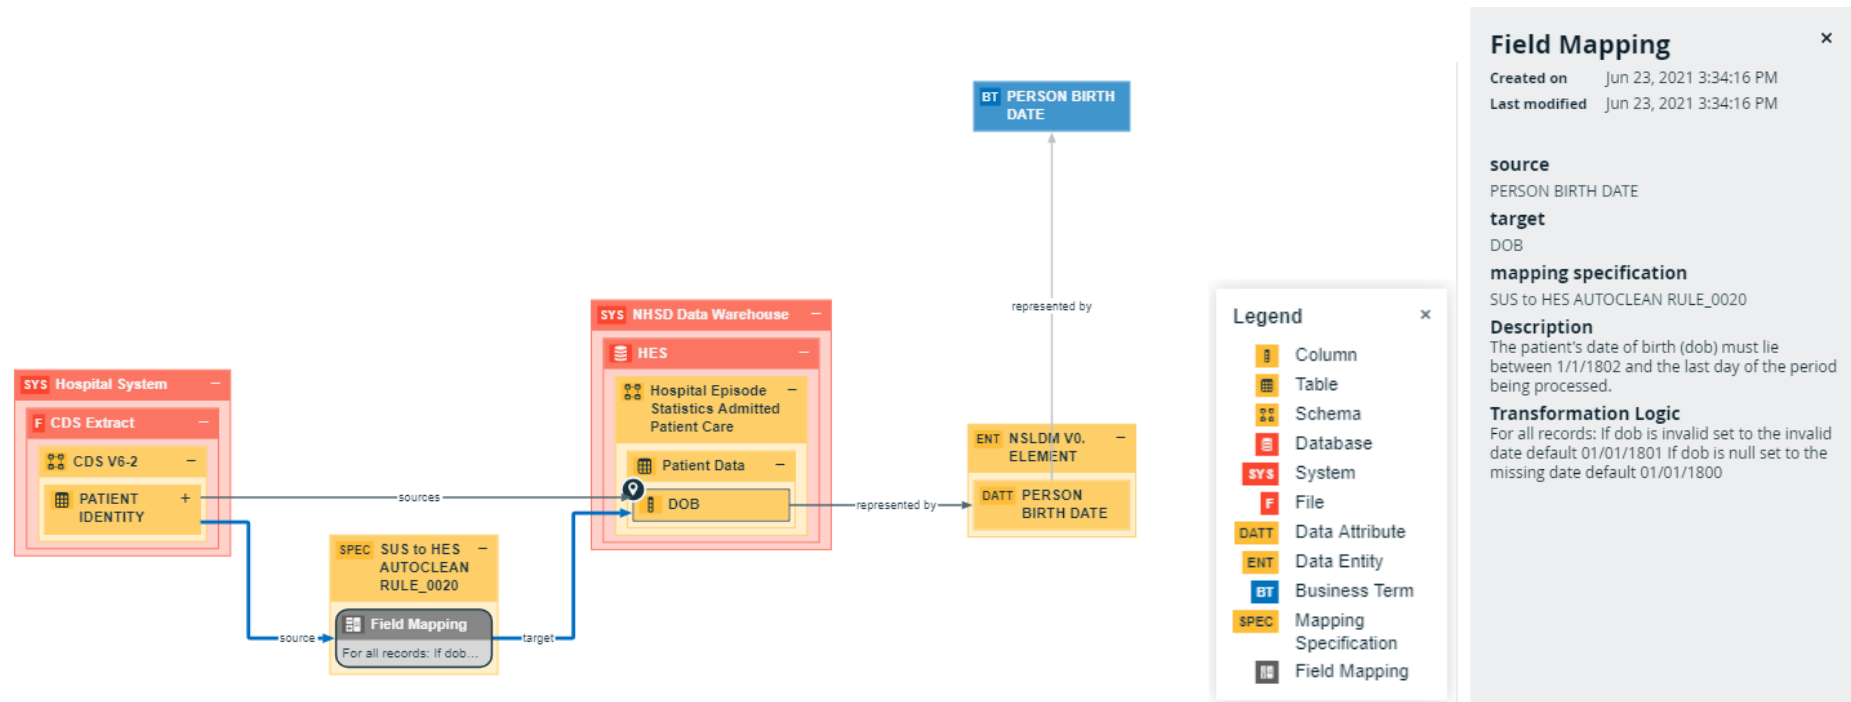 BT PERSON BIRTH
DATE
represented by
SYS NHSD Data Warehouse
HES
Hospital Episode
Statistics Admitted
Patient Care
Patient Data
DOB
SYS Hospital System
F CDS Extract
CDS V6-2
PATIENT
IDENTITY
sources
represented by
ENT NSLDM V0.
ELEMENT
DATT PERSON
BIRTH DATE
SPEC SUS to HES
AUTOCLEAN
RULE_0020
Field Mapping
For all records: If dob...
source
target
Legend ×
Column
Table
Schema
Database
SYS System
F File
DATT Data Attribute
ENT Data Entity
BT Business Term
SPEC Mapping
Specification
Field Mapping
Field Mapping ×
Created on Jun 23, 2021 3:34:16 PM
Last modified Jun 23, 2021 3:34:16 PM
source
PERSON BIRTH DATE
target
DOB
mapping specification
SUS to HES AUTOCLEAN RULE_0020
Description
The patient's date of birth (dob) must lie
between 1/1/1802 and the last day of the period
being processed.
Transformation Logic
For all records: If dob is invalid set to the invalid
date default 01/01/1801 If dob is null set to the
missing date default 01/01/1800